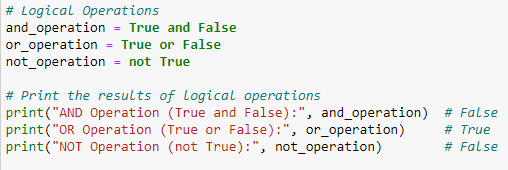 # Logical Operations
and_operation = True and False
or_operation = True or False
not_operation = not True

# Print the results of logical operations
print("AND Operation (True and False):", and_operation)  # False
print("OR Operation (True or False):", or_operation)     # True
print("NOT Operation (not True):", not_operation)        # False